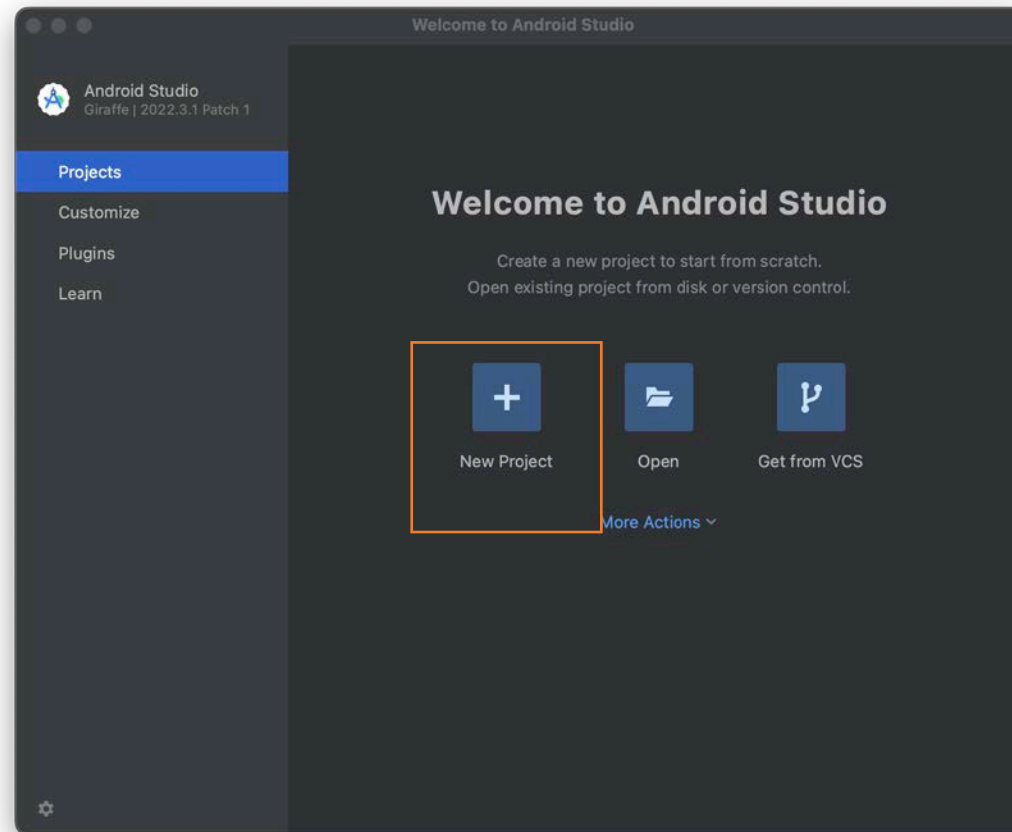 Welcome to Android Studio
Android Studio
Giraffe | 2022.3.1 Patch 1
Projects
Customize
Plugins
Learn
Welcome to Android Studio
Create a new project to start from scratch.
Open existing project from disk or version control.
New Project
Open
Get from VCS
More Actions